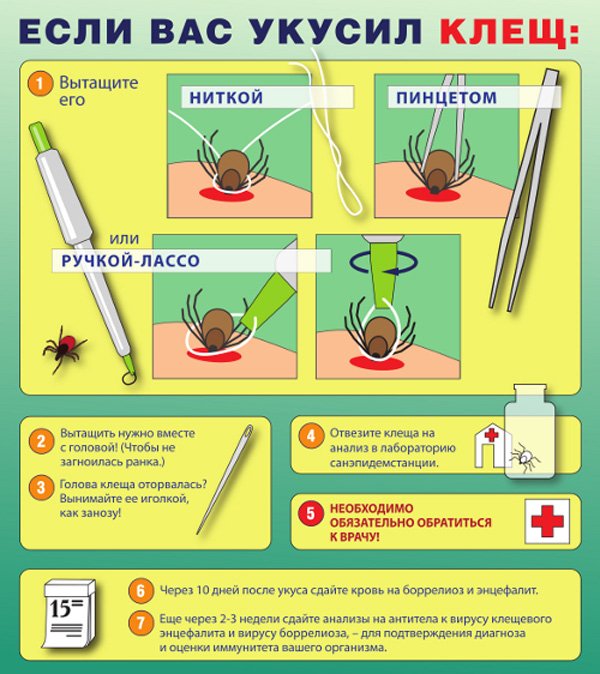 ЕСЛИ ВАС УКУСИЛ КЛЕЩ:
1 Вытащите
его
НИТКОЙ
ПИНЦЕТОМ
или
РУЧКОЙ-ЛАССО
2 Вытащить нужно вместе
с головой! (Чтобы не
загноилась ранка.)
3 Голова клеща оторвалась?
Вынимайте ее иголкой,
как занозу!
4 Отвезите клеща на
анализ в лабораторию
санэпидемстанции.
5 НЕОБХОДИМО
ОБЯЗАТЕЛЬНО ОБРАТИТЬСЯ
К ВРАЧУ!
15
6 Через 10 дней после укуса сдайте кровь на боррелиоз и энцефалит.
7 Еще через 2-3 недели сдайте анализы на антитела к вирусу клещевого
энцефалита и вирусу боррелиоза, – для подтверждения диагноза
и оценки иммунитета вашего организма.